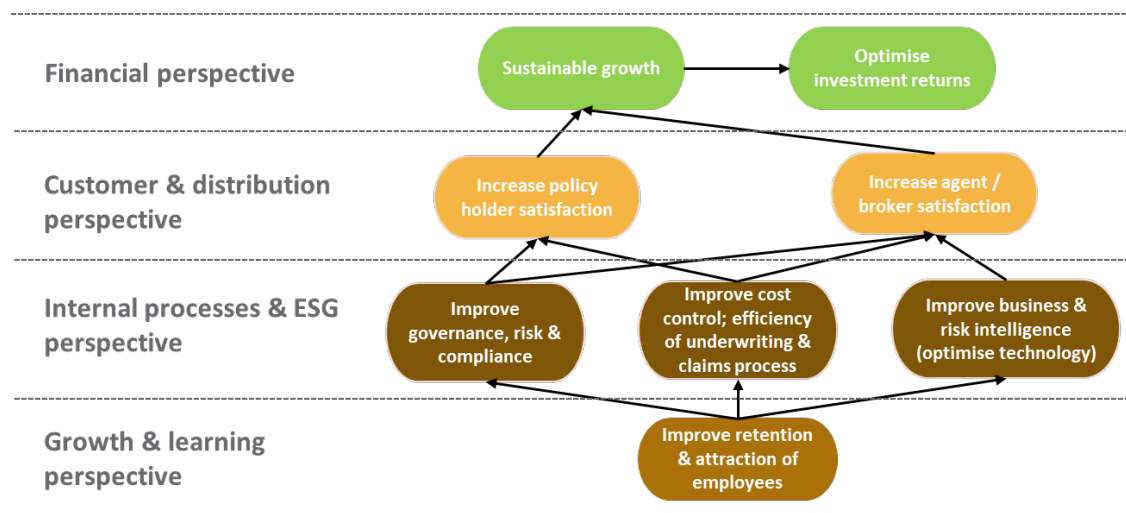 Financial perspective
Sustainable growth
Optimise
investment returns
Customer & distribution
perspective
Increase policy
holder satisfaction
Increase agent /
broker satisfaction
Internal processes & ESG
perspective
Improve
governance, risk &
compliance
Improve cost
control; efficiency
of underwriting &
claims process
Improve business &
risk intelligence
(optimise technology)
Growth & learning
perspective
Improve retention
& attraction of
employees